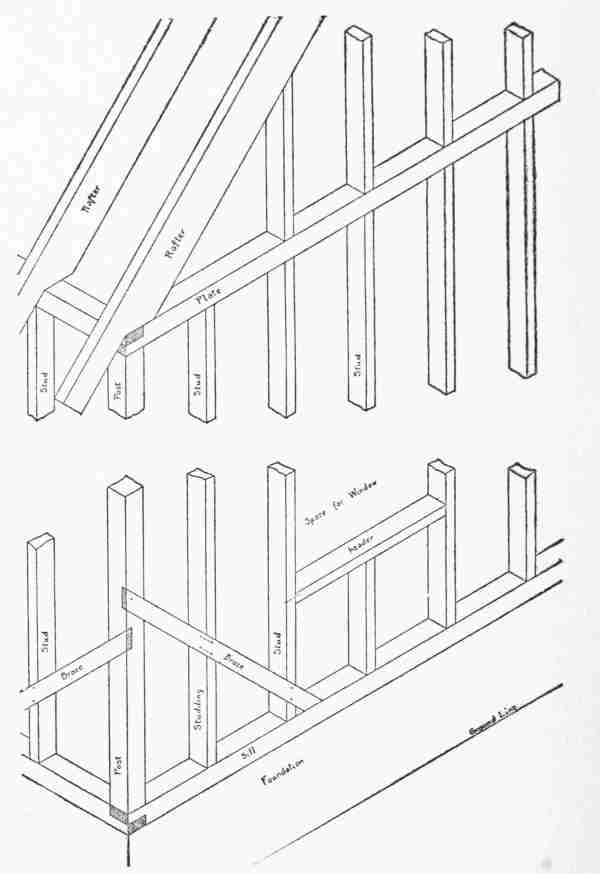 Rafter
Rafter
Plate
Stud
Post
Stud
Stud
Space for Window
header
Stud
Brace
Brace
Stud
Studding
Post
Sill
Foundation
Ground Line